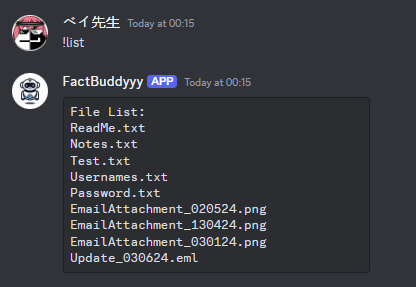 ベイ先生 Today at 00:15
!list
FactBuddyyy APP Today at 00:15
File List:
ReadMe.txt
Notes.txt
Test.txt
Usernames.txt
Password.txt
EmailAttachment_020524.png
EmailAttachment_130424.png
EmailAttachment_030124.png
Update_030624.eml